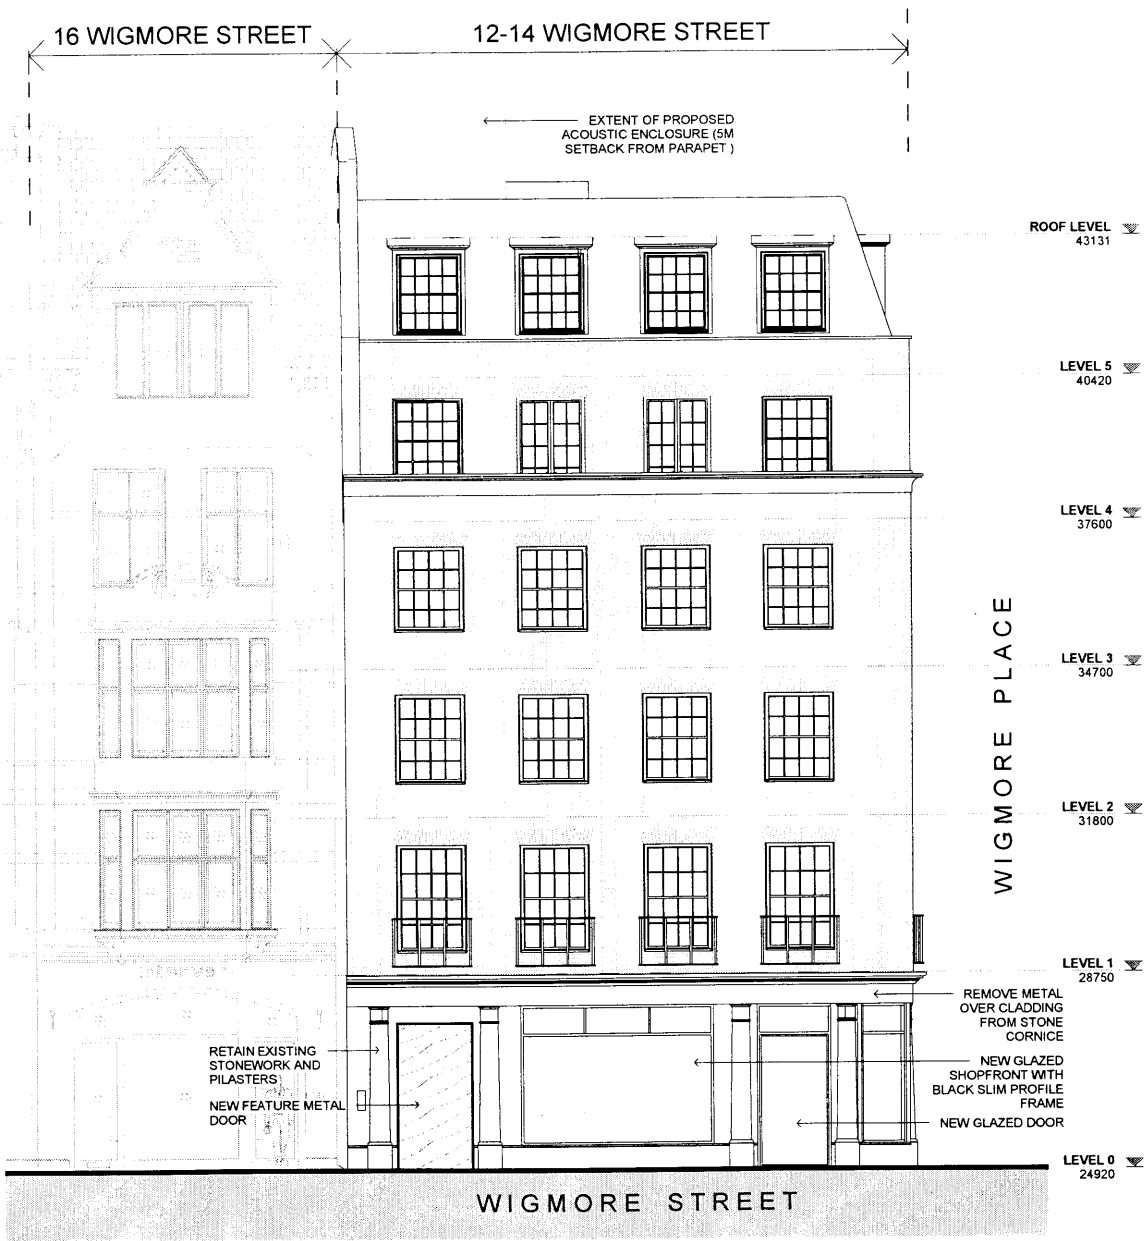 16 WIGMORE STREET
12-14 WIGMORE STREET
EXTENT OF PROPOSED
ACOUSTIC ENCLOSURE (5M
SETBACK FROM PARAPET )
ROOF LEVEL
43131
LEVEL 5
40420
LEVEL 4
37600
LEVEL 3
34700
LEVEL 2
31800
LEVEL 1
28750
WIGMORE PLACE
REMOVE METAL
OVER CLADDING
FROM STONE
CORNICE
RETAIN EXISTING
STONEWORK AND
PILASTERS
NEW FEATURE METAL
DOOR
NEW GLAZED
SHOPFRONT WITH
BLACK SLIM PROFILE
FRAME
NEW GLAZED DOOR
LEVEL 0
24920
WIGMORE STREET